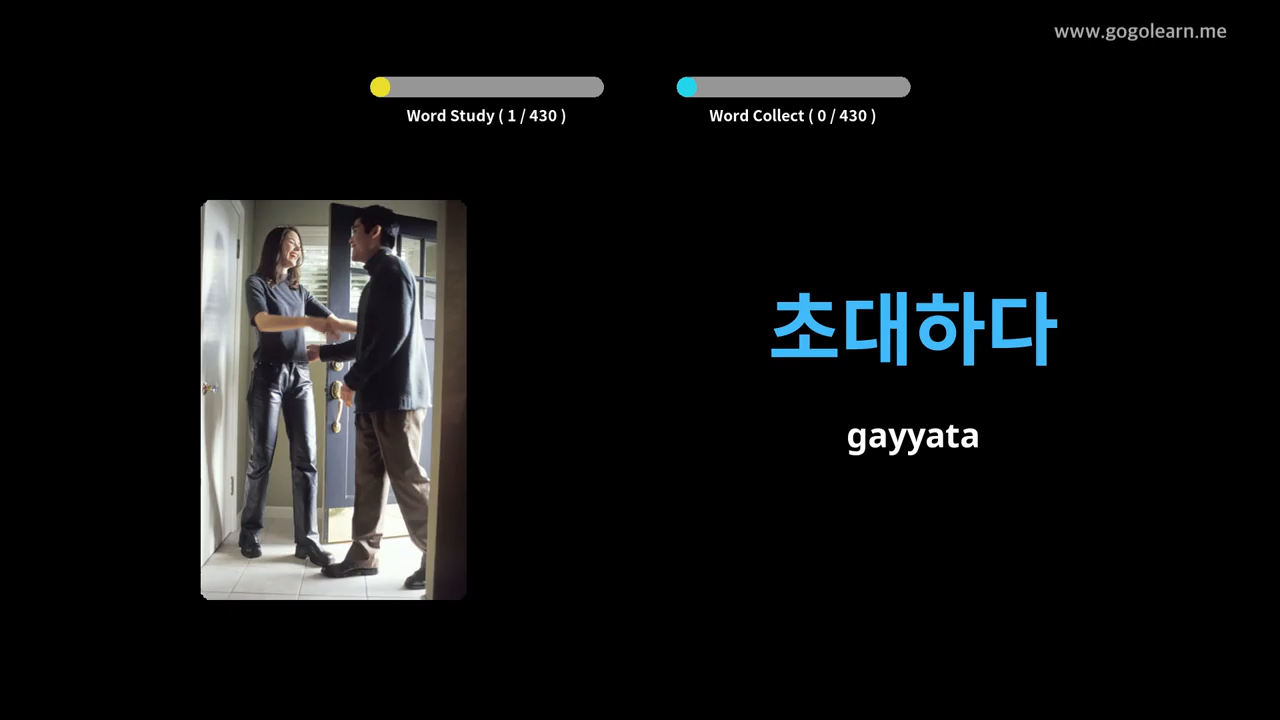 www.gogolearn.me
Word Study ( 1 / 430 )
Word Collect ( 0 / 430 )
초대하다
gayyata